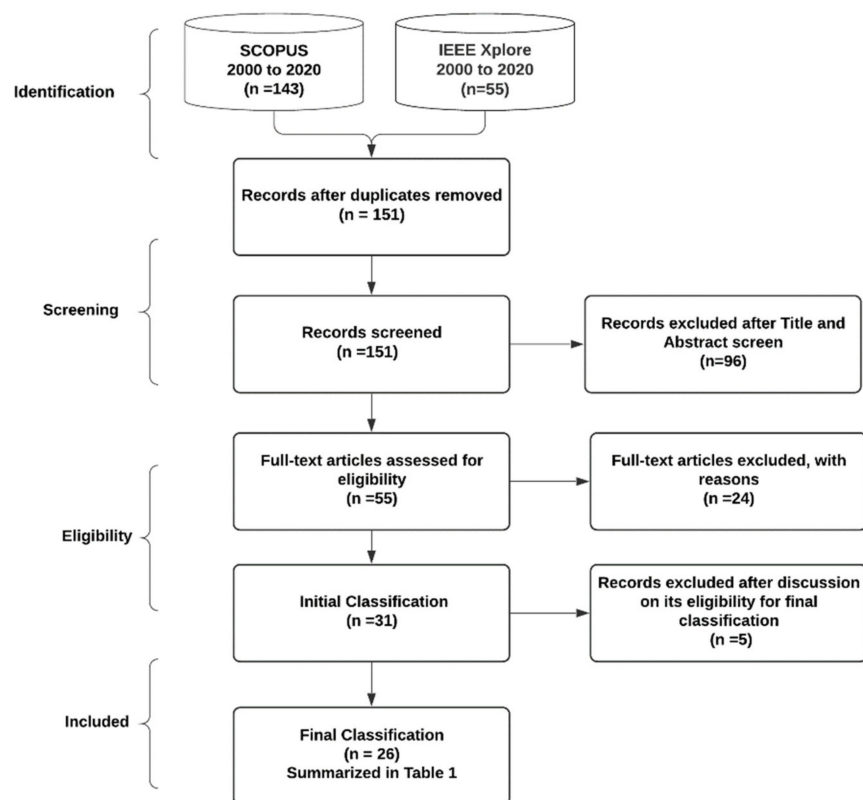 Identification
SCOPUS
2000 to 2020
(n =143)
IEEE Xplore
2000 to 2020
(n=55)
Records after duplicates removed
(n = 151)
Screening
Records screened
(n =151)
Records excluded after Title and
Abstract screen
(n=96)
Eligibility
Full-text articles assessed for
eligibility
(n =55)
Full-text articles excluded, with
reasons
(n =24)
Initial Classification
(n =31)
Records excluded after discussion
on its eligibility for final
classification
(n =5)
Included
Final Classification
(n = 26)
Summarized in Table 1